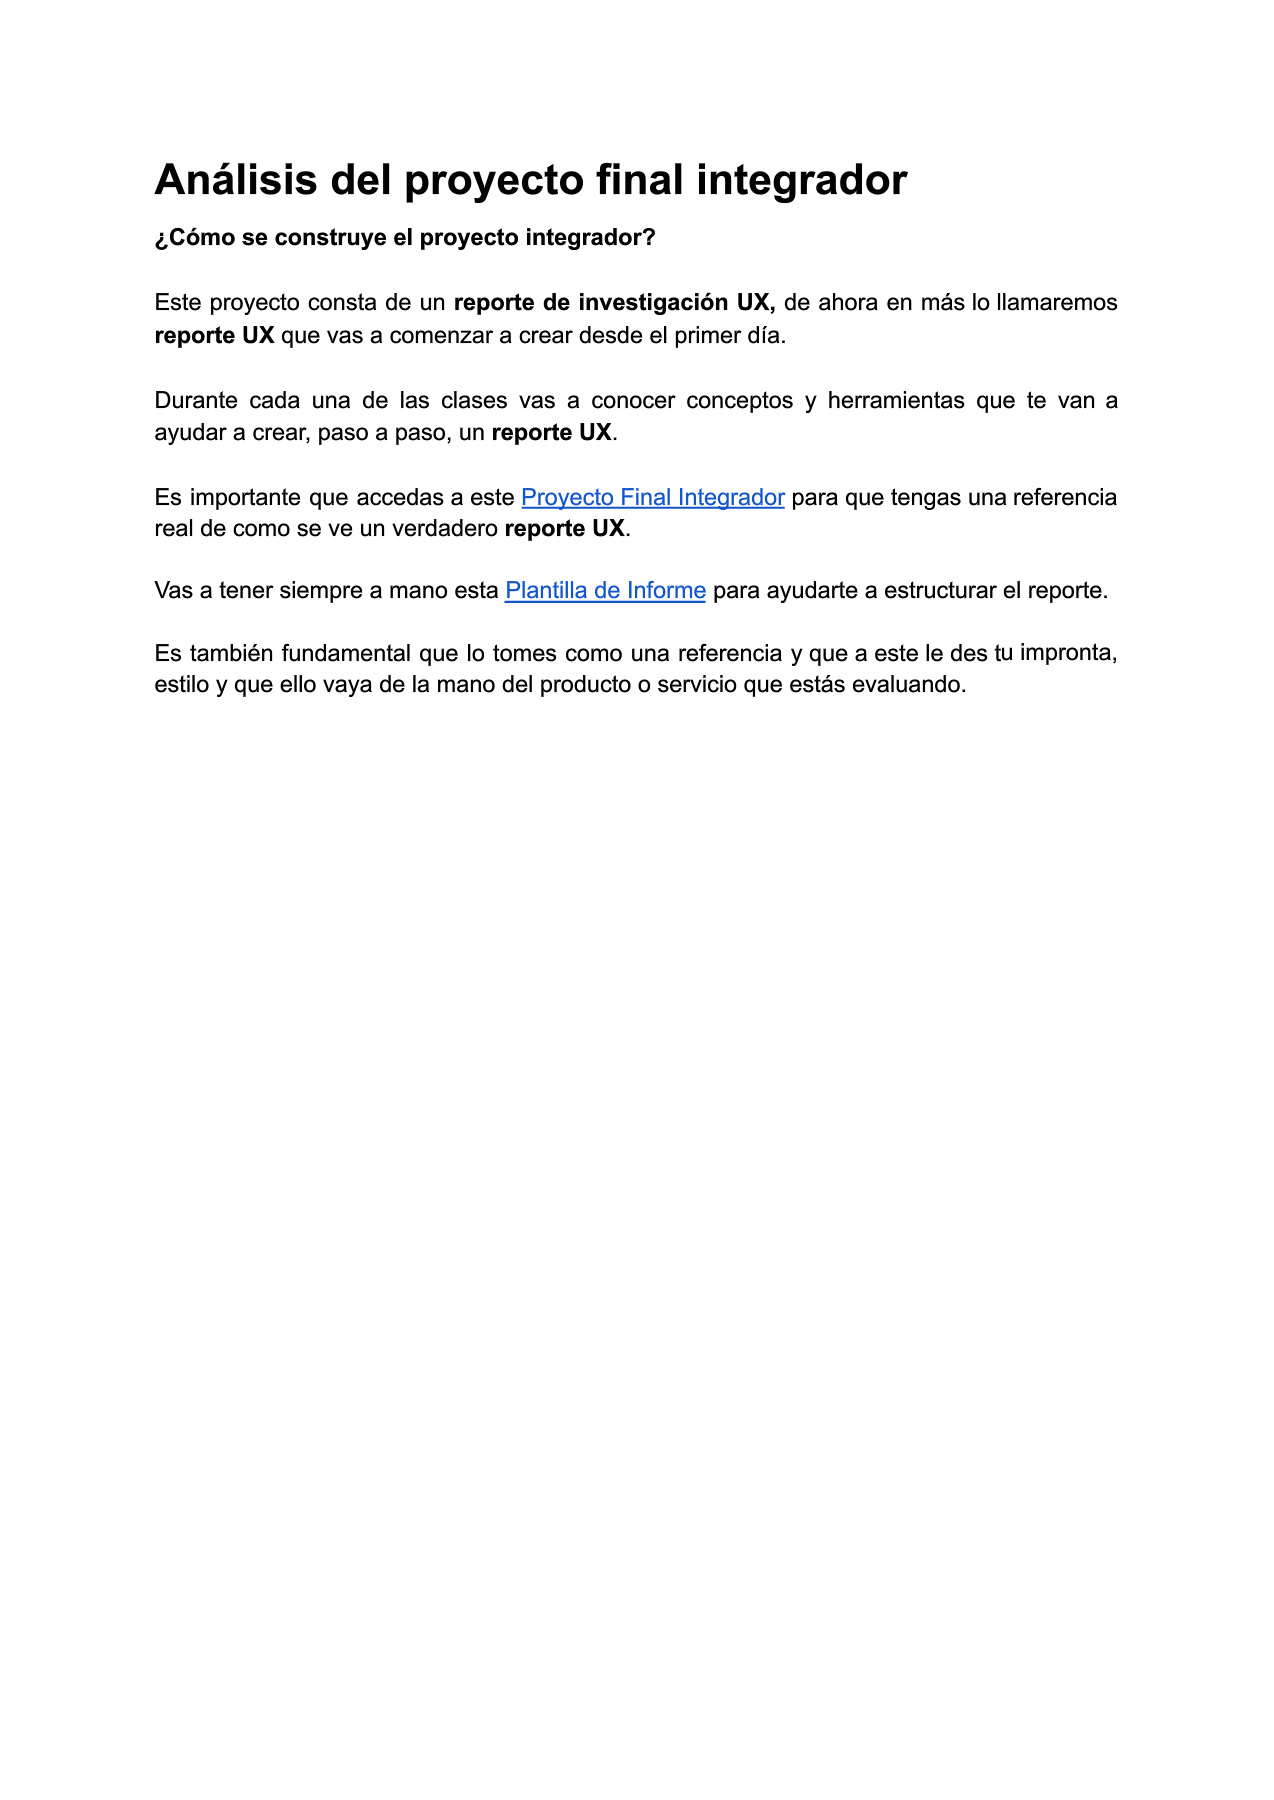 Análisis del proyecto final integrador
¿Cómo se construye el proyecto integrador?
Este proyecto consta de un reporte de investigación UX, de ahora en más lo llamaremos
reporte UX que vas a comenzar a crear desde el primer día.
Durante cada una de las clases vas a conocer conceptos y herramientas que te van a
ayudar a crear, paso a paso, un reporte UX.
Es importante que accedas a este Proyecto Final Integrador para que tengas una referencia
real de como se ve un verdadero reporte UX.
Vas a tener siempre a mano esta Plantilla de Informe para ayudarte a estructurar el reporte.
Es también fundamental que lo tomes como una referencia y que a este le des tu impronta,
estilo y que ello vaya de la mano del producto o servicio que estás evaluando.